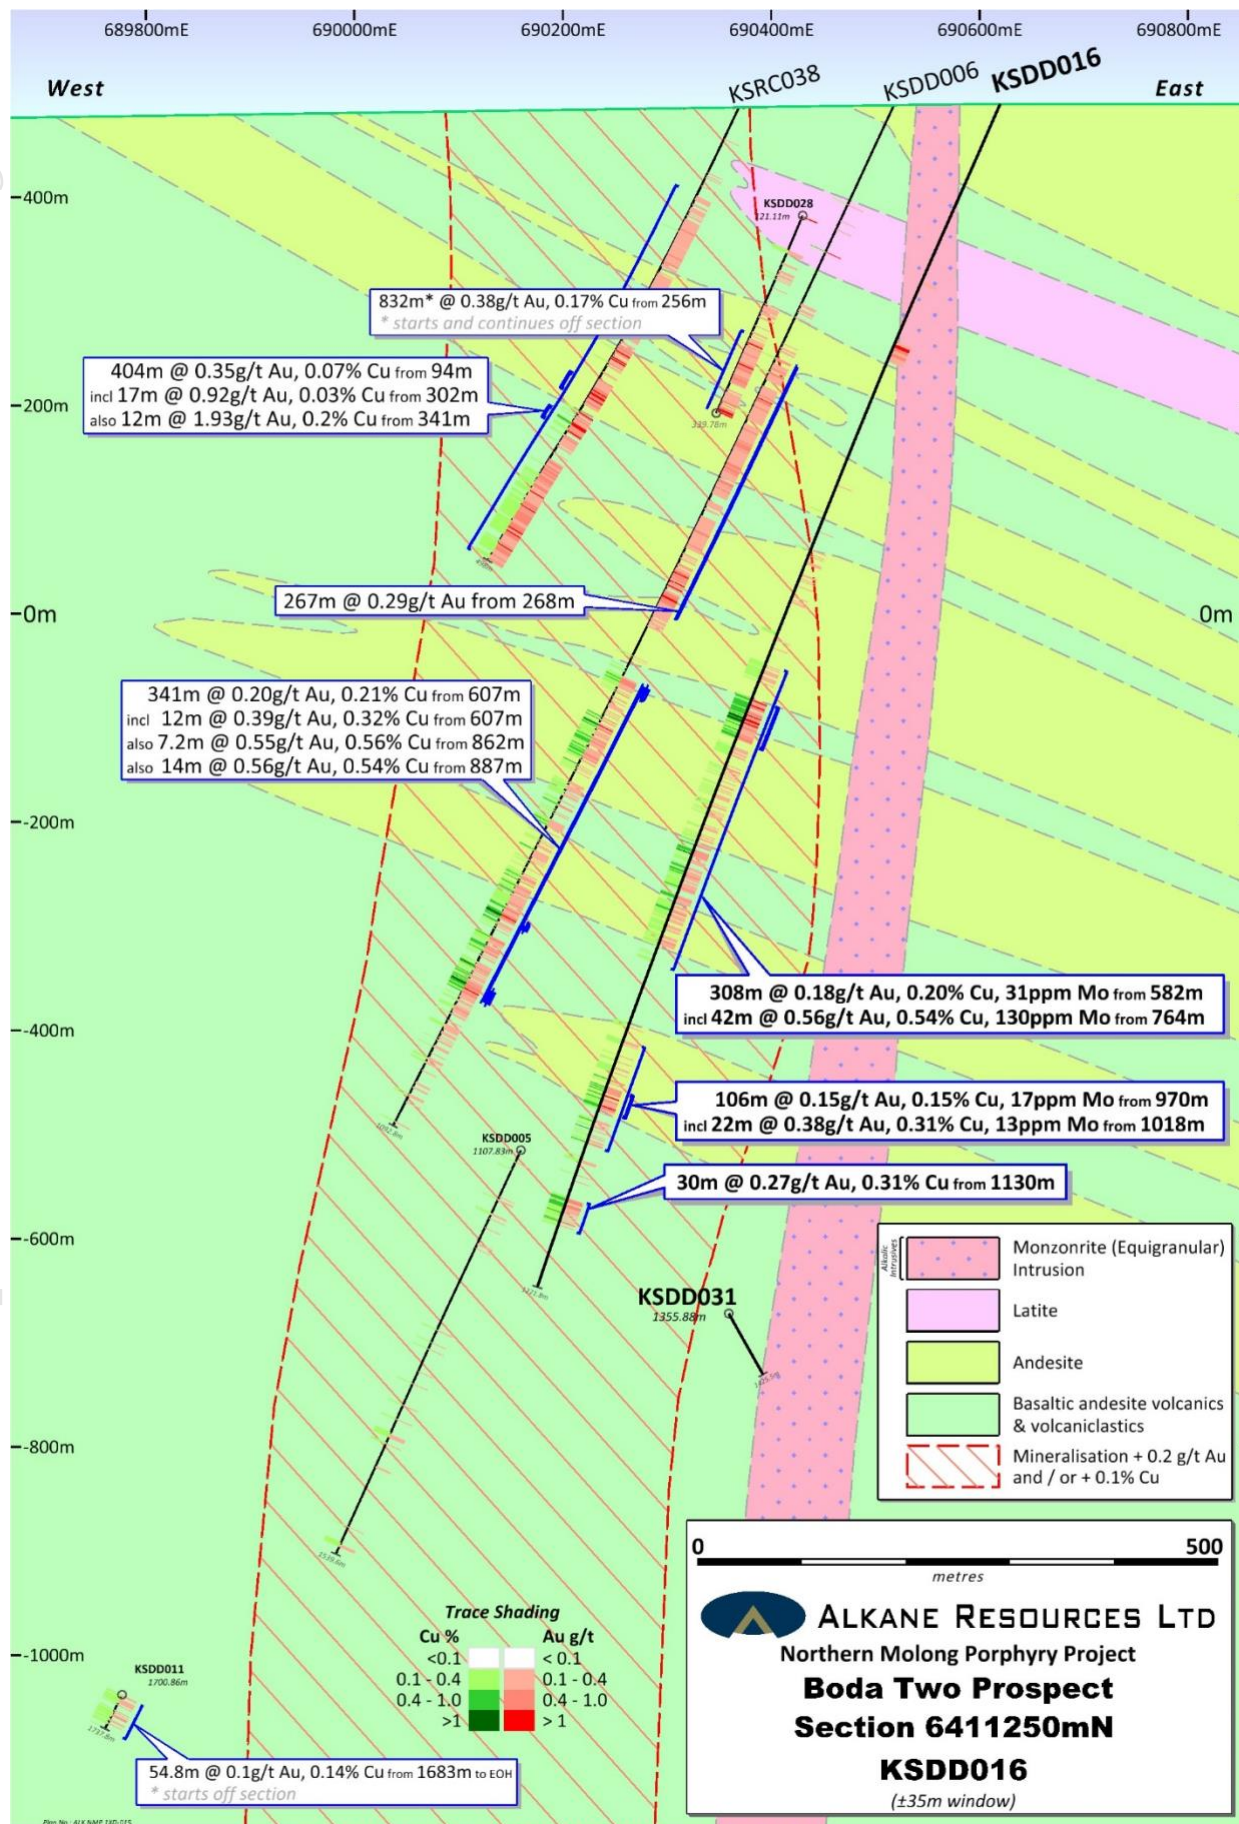 689800mE 690000mE 690200mE 690400mE 690600mE 690800mE
West
East
KSRC038
KSDD006
KSDD016
400m
KSDD028
121.11m
832m* @ 0.38g/t Au, 0.17% Cu from 256m
* starts and continues off section
404m @ 0.35g/t Au, 0.07% Cu from 94m
incl 17m @ 0.92g/t Au, 0.03% Cu from 302m
also 12m @ 1.93g/t Au, 0.2% Cu from 341m
200m
339.78m
267m @ 0.29g/t Au from 268m
0m
0m
341m @ 0.20g/t Au, 0.21% Cu from 607m
incl 12m @ 0.39g/t Au, 0.32% Cu from 607m
also 7.2m @ 0.55g/t Au, 0.56% Cu from 862m
also 14m @ 0.56g/t Au, 0.54% Cu from 887m
-200m
308m @ 0.18g/t Au, 0.20% Cu, 31ppm Mo from 582m
incl 42m @ 0.56g/t Au, 0.54% Cu, 130ppm Mo from 764m
-400m
106m @ 0.15g/t Au, 0.15% Cu, 17ppm Mo from 970m
incl 22m @ 0.38g/t Au, 0.31% Cu, 13ppm Mo from 1018m
KSDD005
1107.83m
30m @ 0.27g/t Au, 0.31% Cu from 1130m
-600m
KSDD031
1355.88m
Alkalic Intrusives
Monzonrite (Equigranular)
Intrusion
Latite
Andesite
Basaltic andesite volcanics
& volcaniclastics
Mineralisation + 0.2 g/t Au
and / or + 0.1% Cu
-800m
0 500
metres
ALKANE RESOURCES LTD
Northern Molong Porphyry Project
Boda Two Prospect
Section 6411250mN
KSDD016
(±35m window)
Trace Shading
Cu % Au g/t
<0.1 < 0.1
0.1 - 0.4 0.1 - 0.4
0.4 - 1.0 0.4 - 1.0
>1 > 1
-1000m
KSDD011
1700.86m
1737.8m
54.8m @ 0.1g/t Au, 0.14% Cu from 1683m to EOH
* starts off section